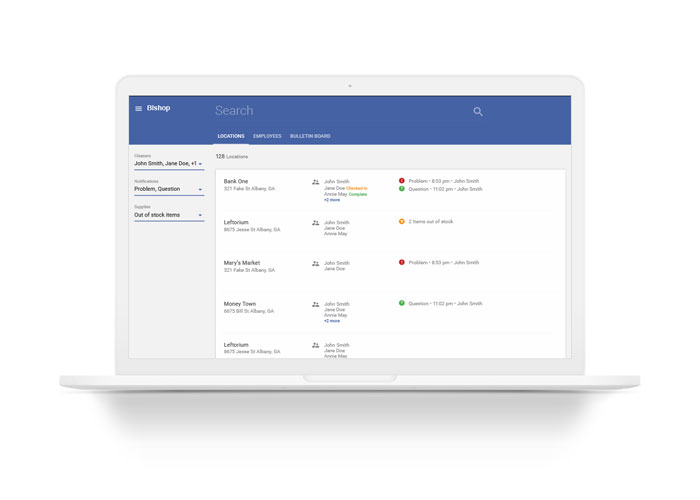 Bishop
Search
LOCATIONS EMPLOYEES BULLETIN BOARD
Cleaners
John Smith, Jane Doe, +1
Notifications
Problem, Question
Supplies
Out of stock items
128 Locations
Bank One
321 Fake St Albany, GA
John Smith
Jane Doe Checked In
Annie May Complete
+2 more
Problem • 8:53 pm • John Smith
Question • 11:02 pm • John Smith
Leftorium
8675 Jesse St Albany, GA
John Smith
Jane Doe
Annie May
2 Items out of stock
Mary's Market
321 Fake St Albany, GA
John Smith
Jane Doe
Problem • 8:53 pm • John Smith
Money Town
6675 Bill St Albany, GA
John Smith
Jane Doe
Annie May
+2 more
Question • 11:02 pm • John Smith
Leftorium
8675 Jesse St Albany, GA
John Smith
Jane Doe
Annie May